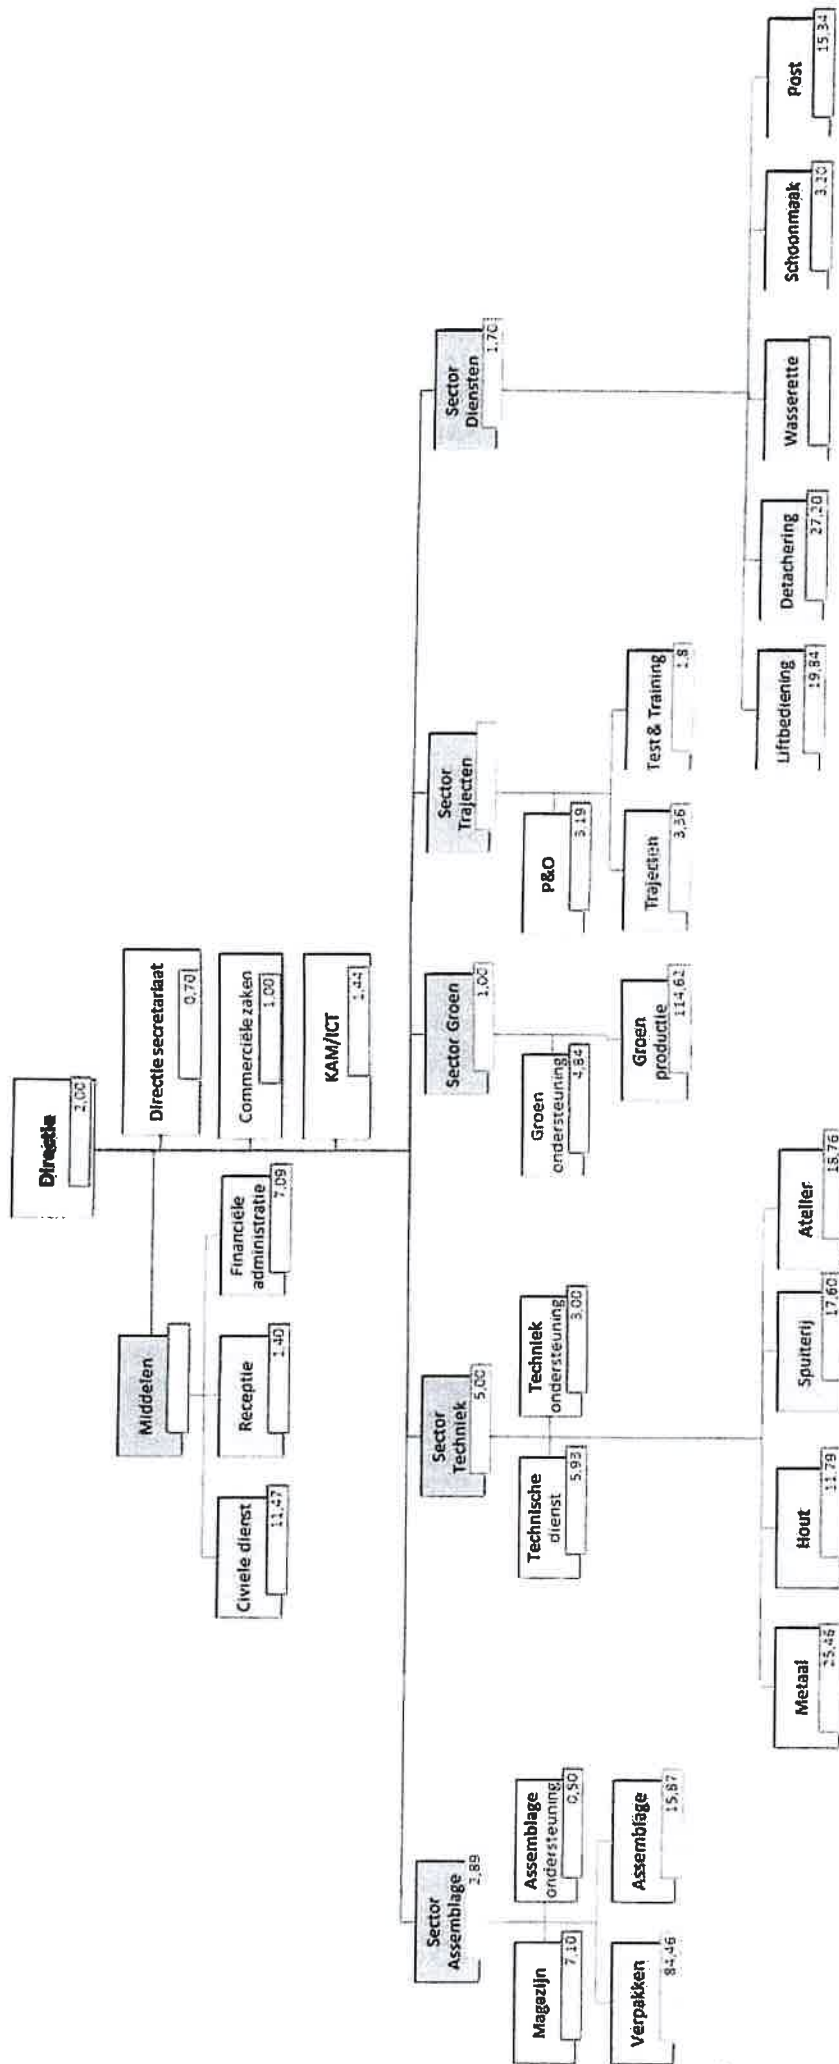 Directie
2,00
Directie secretariaat
0,70
Commerciële zaken
1,00
KAM/ICT
1,44
Middelen
Civiele dienst
11,47
Receptie
1,40
Financiële
administratie
7,09
Sector
Assemblage
2,89
Magazijn
7,10
Assemblage
ondersteuning
0,50
Verpakken
84,46
Assemblage
15,87
Sector
Techniek
5,00
Technische
dienst
5,93
Techniek
ondersteuning
3,00
Metaal
25,46
Hout
11,79
Spuiterij
17,60
Atelier
18,76
Sector Groen
1,00
Groen
ondersteuning
4,84
Groen
productie
114,62
Sector
Trajecten
P&O
3,19
Trajecten
3,36
Test & Training
1,8
Sector
Diensten
1,70
Liftbediening
19,84
Detachering
27,20
Wasserette
Schoonmaak
3,20
Post
15,34